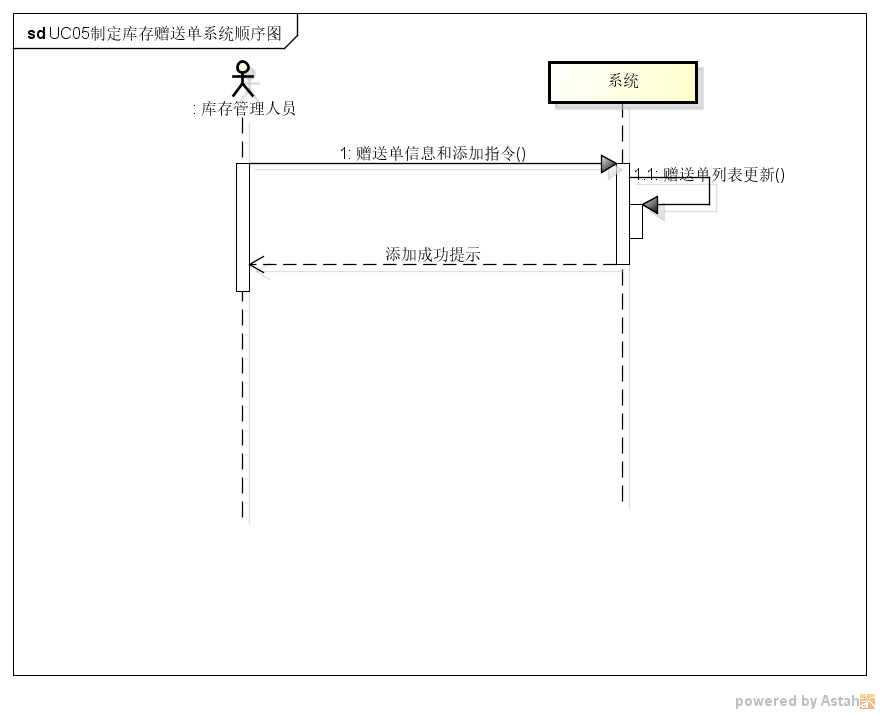 sd UC05制定库存赠送单系统顺序图
: 库存管理人员
系统
1: 赠送单信息和添加指令()
1.1: 赠送单列表更新()
添加成功提示
powered by Astah